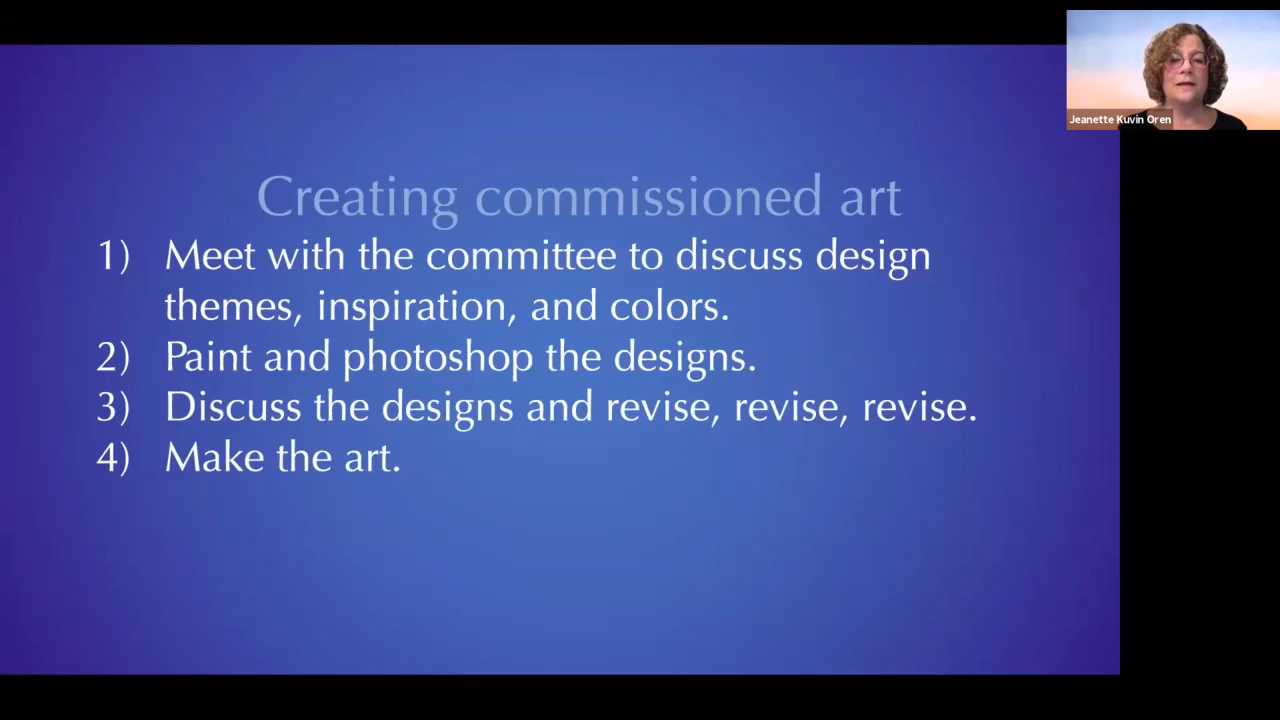 Jeanette Kuvin Oren
Creating commissioned art
1) Meet with the committee to discuss design
themes, inspiration, and colors.
2) Paint and photoshop the designs.
3) Discuss the designs and revise, revise, revise.
4) Make the art.